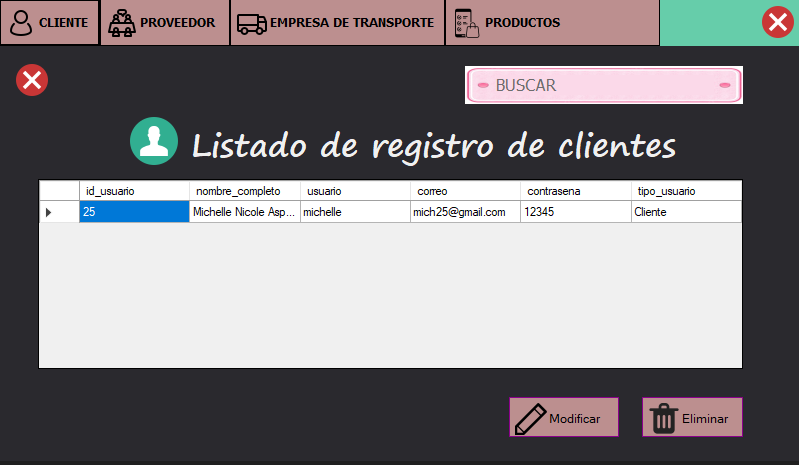 CLIENTE PROVEEDOR EMPRESA DE TRANSPORTE PRODUCTOS
BUSCAR
Listado de registro de clientes
id_usuario nombre_completo usuario correo contrasena tipo_usuario
25 Michelle Nicole Asp... michelle mich25@gmail.com 12345 Cliente
Modificar Eliminar